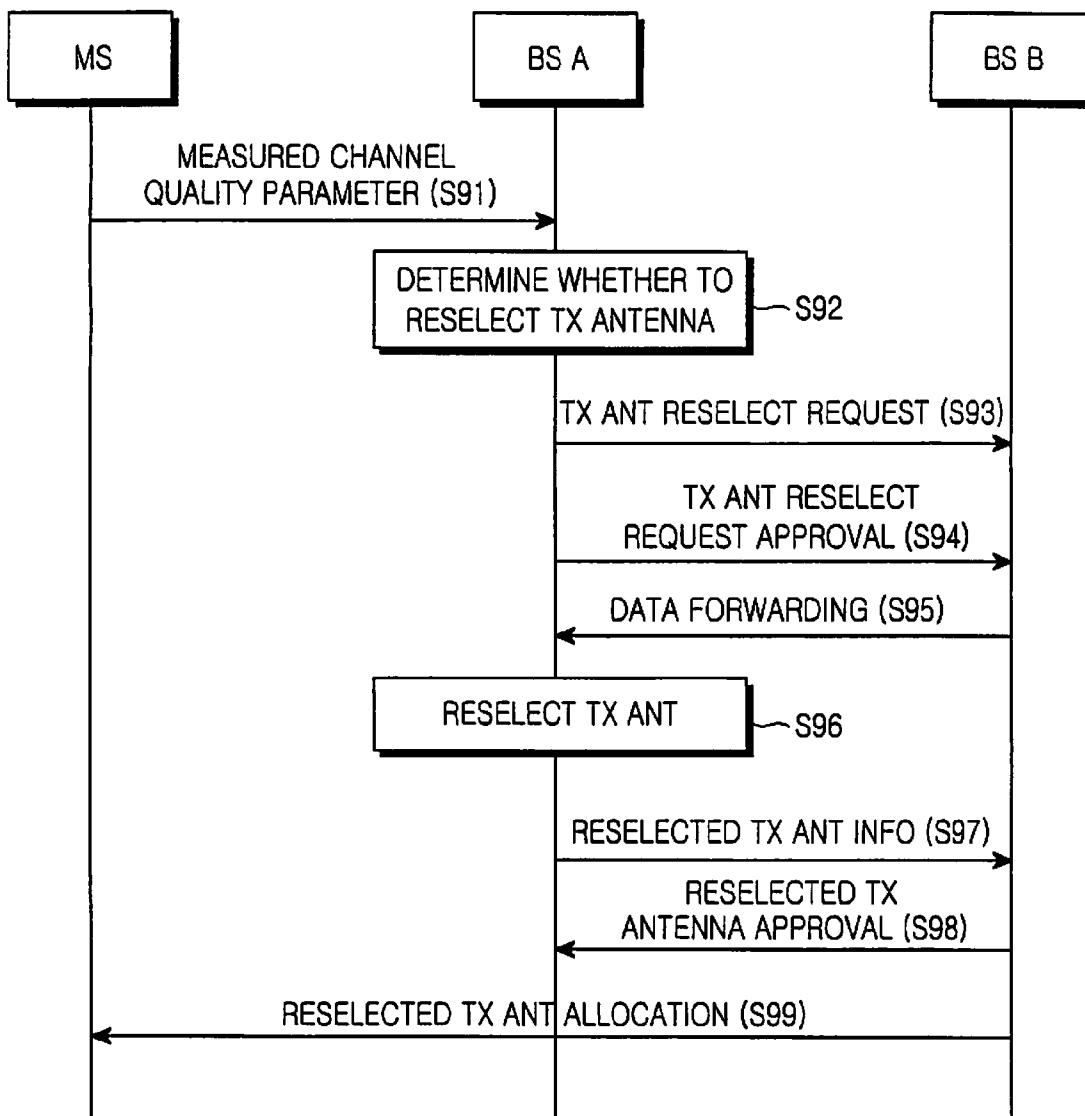 MS
BS A
BS B
MEASURED CHANNEL
QUALITY PARAMETER (S91)
DETERMINE WHETHER TO
RESELECT TX ANTENNA
S92
TX ANT RESELECT REQUEST (S93)
TX ANT RESELECT
REQUEST APPROVAL (S94)
DATA FORWARDING (S95)
RESELECT TX ANT
S96
RESELECTED TX ANT INFO (S97)
RESELECTED TX
ANTENNA APPROVAL (S98)
RESELECTED TX ANT ALLOCATION (S99)